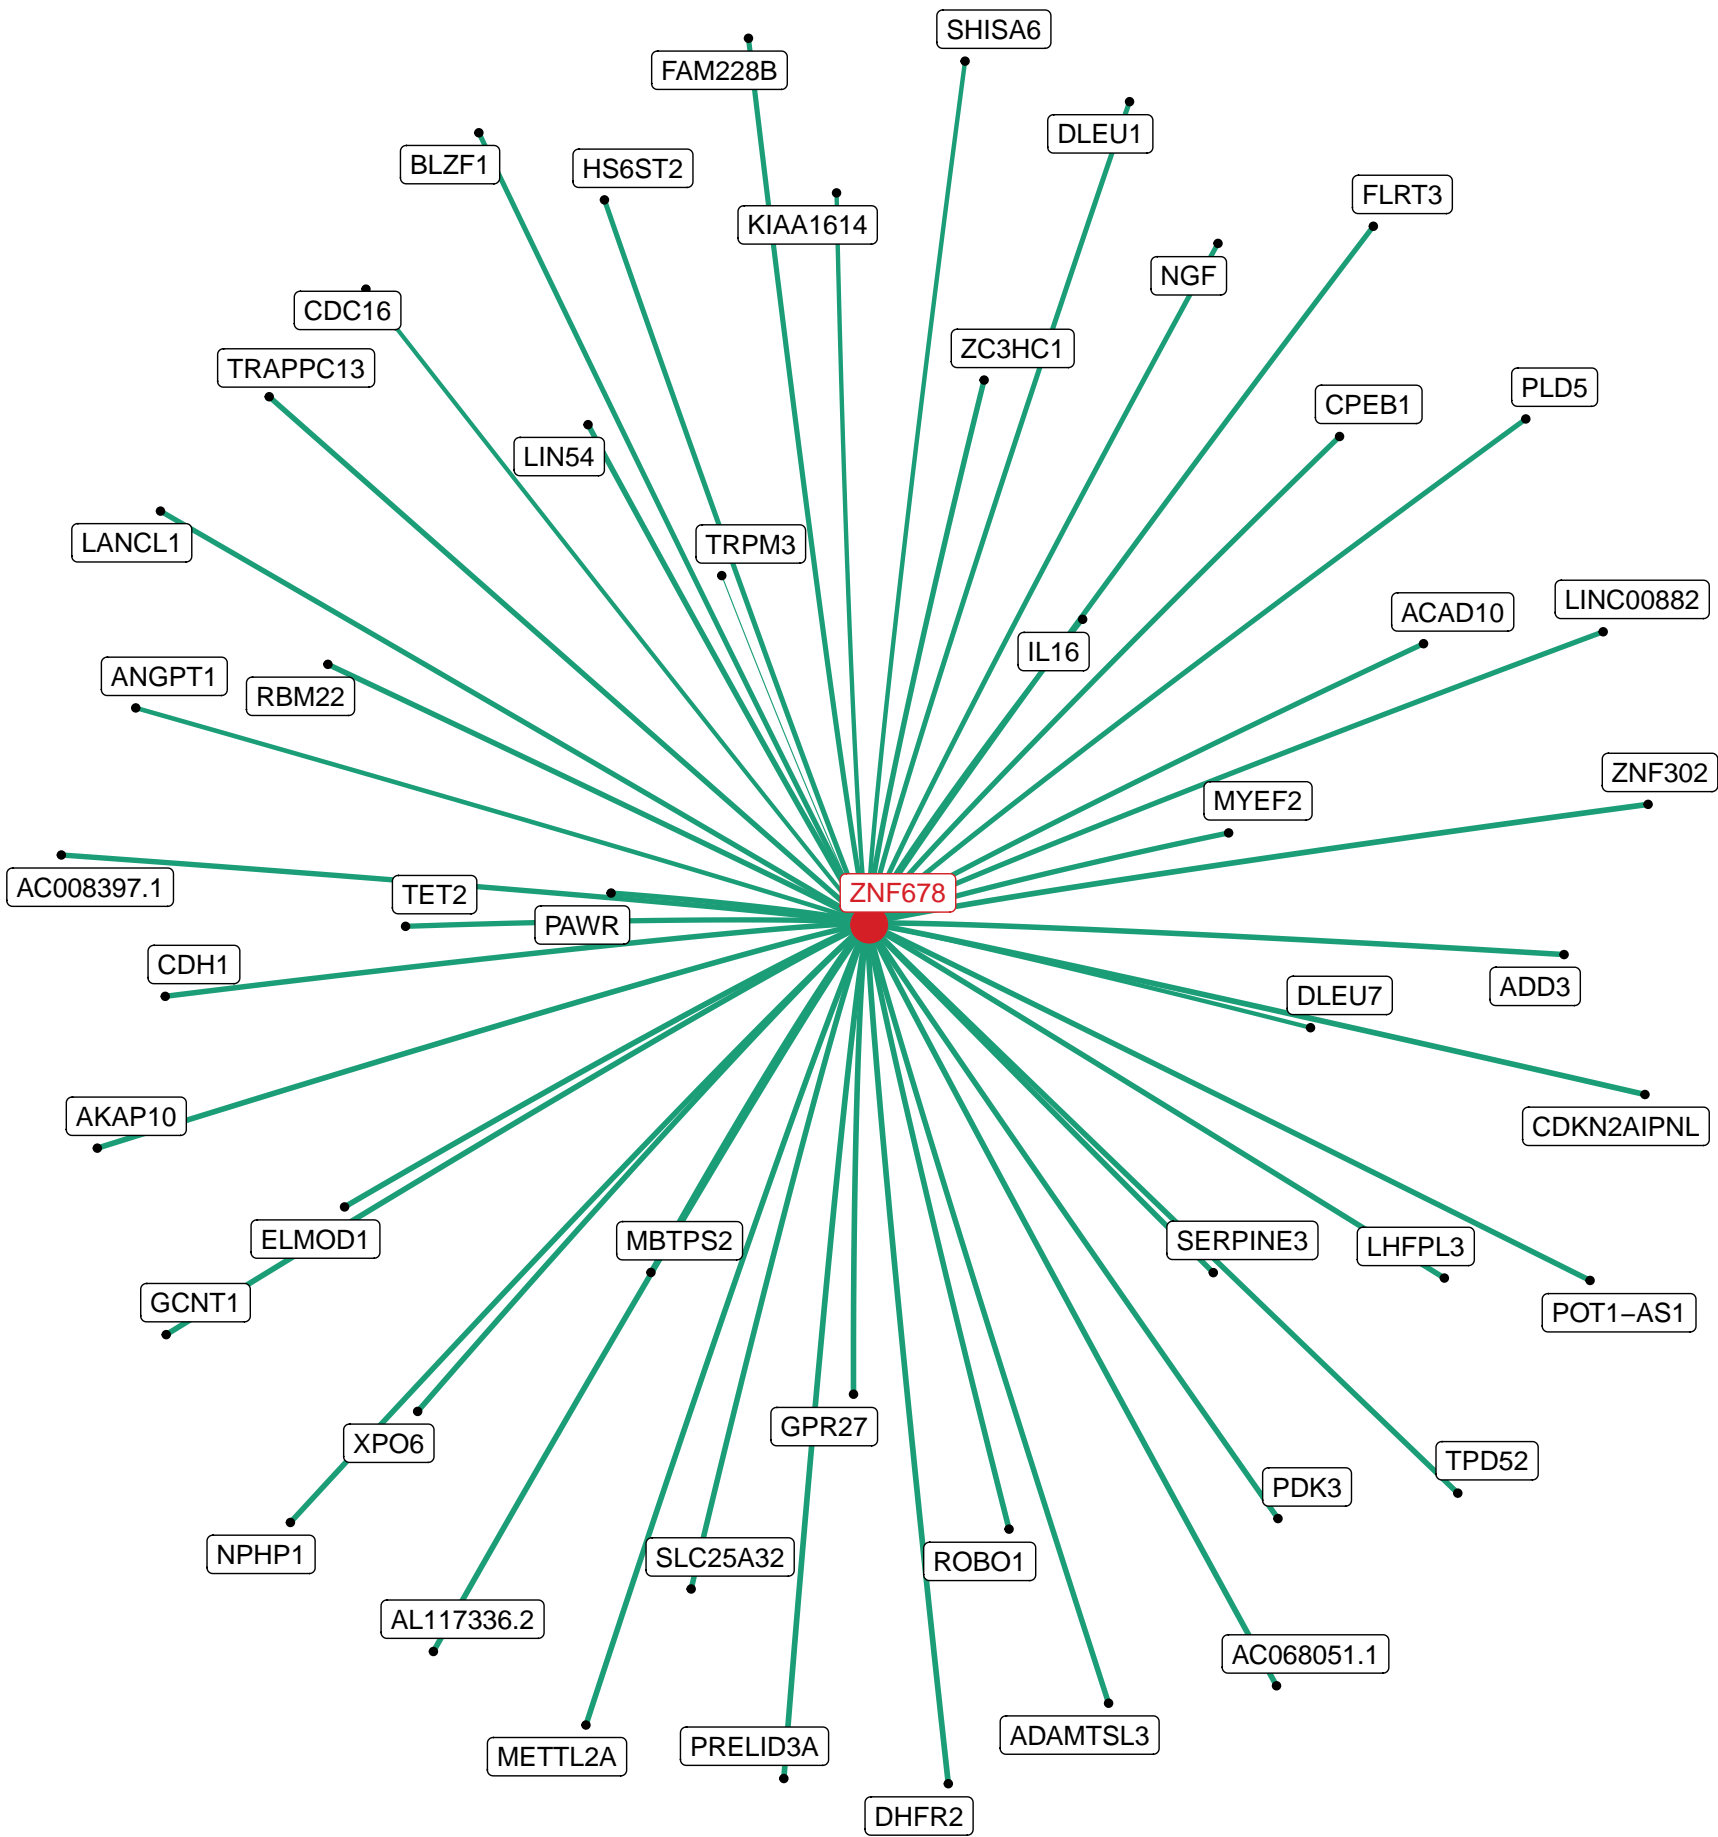 SHISA6
FAM228B
DLEU1
BLZF1
HS6ST2
FLRT3
KIAA1614
NGF
CDC16
ZC3HC1
TRAPPC13
PLD5
CPEB1
LIN54
LANCL1
TRPM3
LINC00882
ACAD10
IL16
ANGPT1
RBM22
ZNF302
MYEF2
AC008397.1
TET2
ZNF678
PAWR
CDH1
ADD3
DLEU7
AKAP10
CDKN2AIPNL
ELMOD1
MBTPS2
SERPINE3
LHFPL3
GCNT1
POT1−AS1
GPR27
XPO6
TPD52
PDK3
NPHP1
SLC25A32
ROBO1
AL117336.2
AC068051.1
ADAMTSL3
PRELID3A
METTL2A
DHFR2